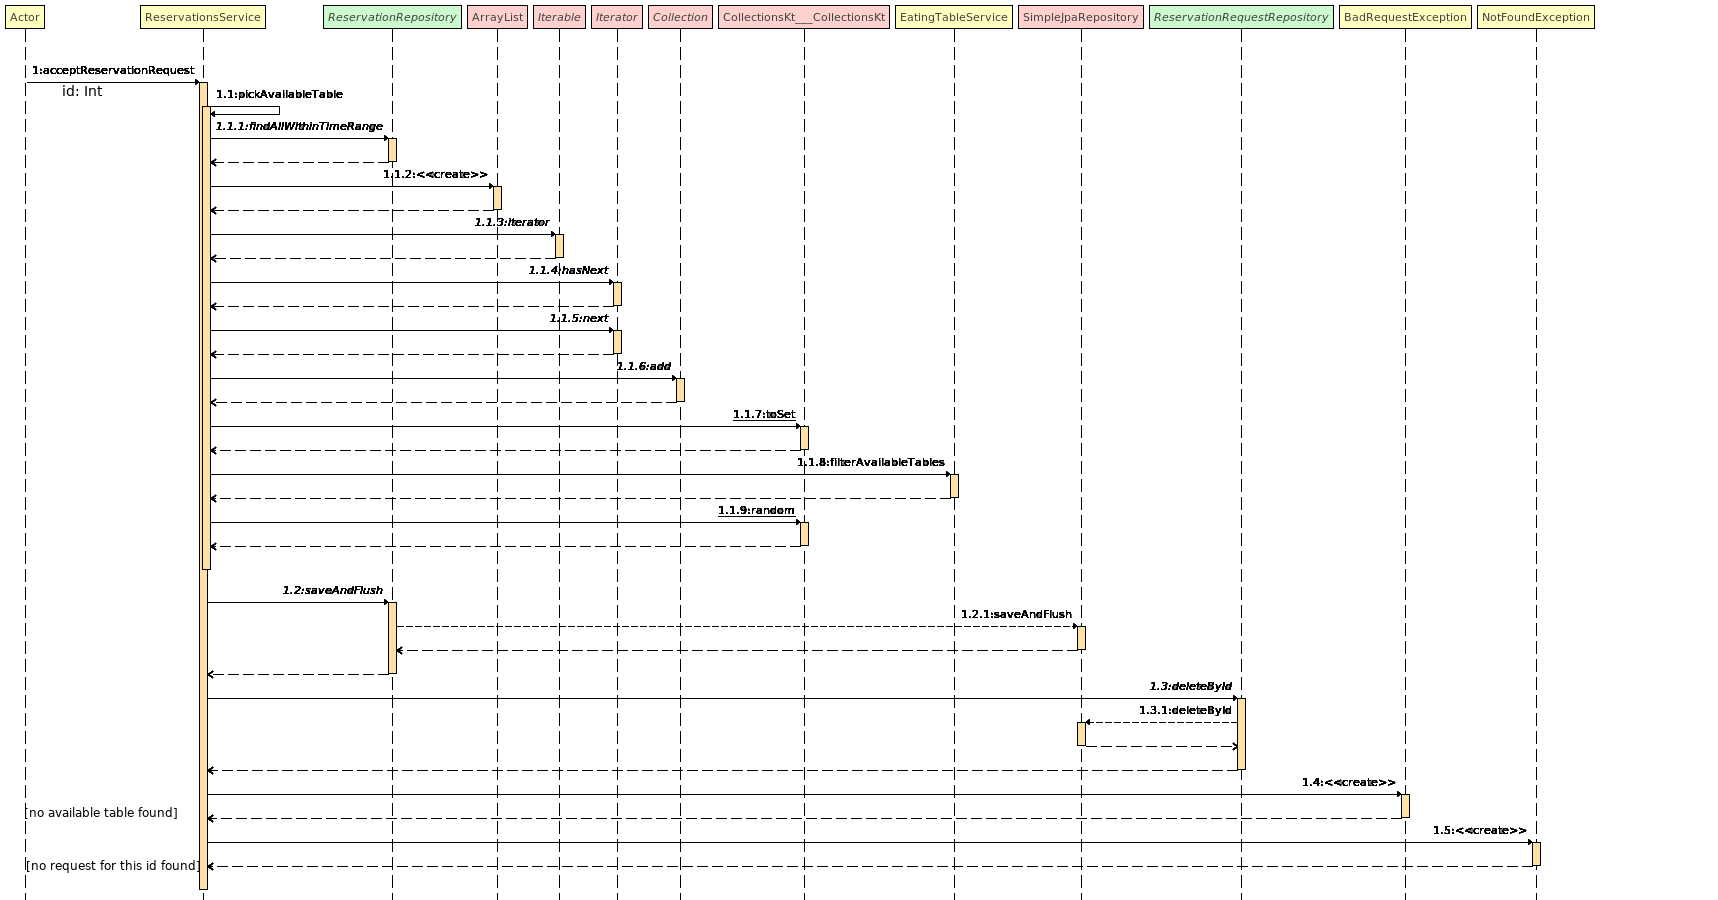 Actor
ReservationsService
ReservationRepository
ArrayList
Iterable
Iterator
Collection
CollectionsKt___CollectionsKt
EatingTableService
SimpleJpaRepository
ReservationRequestRepository
BadRequestException
NotFoundException
1:acceptReservationRequest
id: Int
1.1:pickAvailableTable
1.1.1:findAllWithinTimeRange
1.1.2:<<create>>
1.1.3:iterator
1.1.4:hasNext
1.1.5:next
1.1.6:add
1.1.7:toSet
1.1.8:filterAvailableTables
1.1.9:random
1.2:saveAndFlush
1.2.1:saveAndFlush
1.3:deleteById
1.3.1:deleteById
1.4:<<create>>
[no available table found]
1.5:<<create>>
[no request for this id found]